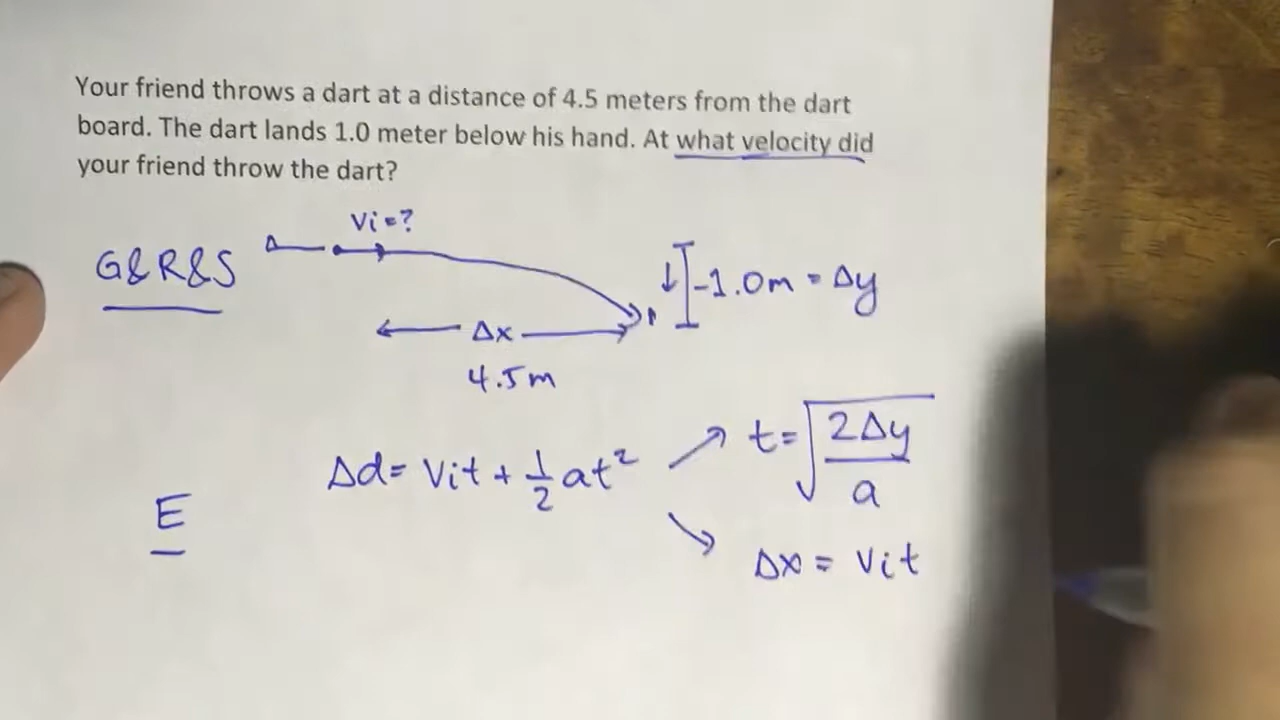 Your friend throws a dart at a distance of 4.5 meters from the dart
board. The dart lands 1.0 meter below his hand. At what velocity did
your friend throw the dart?
Vi=?
G&R&S
-1.0m = Δy
Δx
4.5m
Δd= Vit + 1/2 at²
t= √(2Δy/a)
E
Δx = Vit